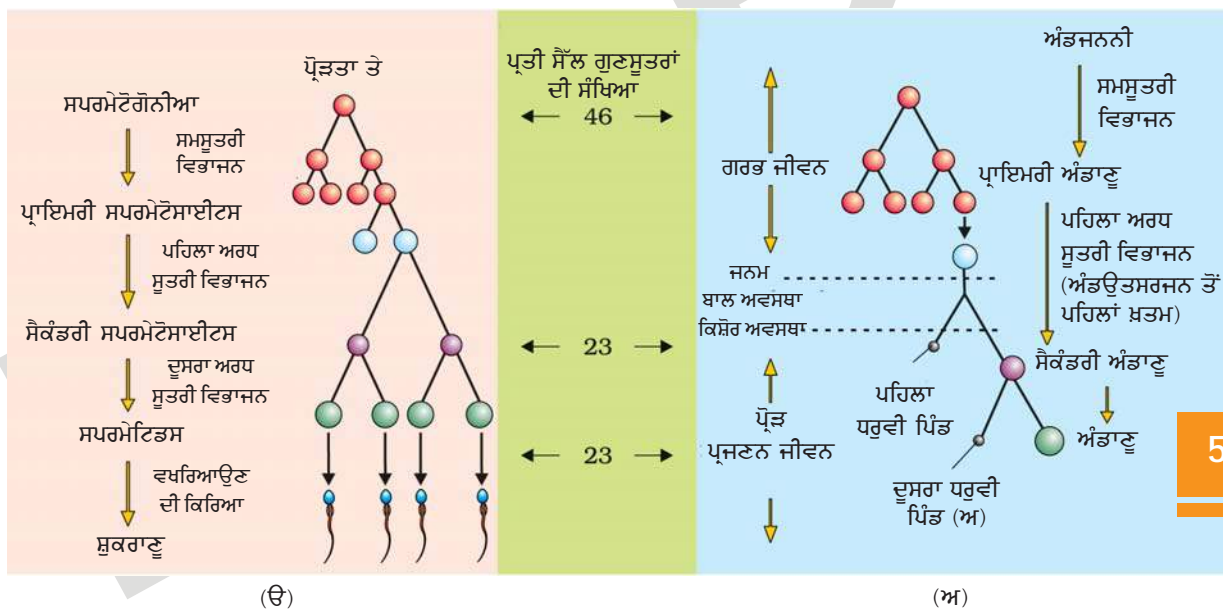 ਪ੍ਰੋੜਤਾ ਤੇ
ਸਪਰਮੇਟੋਗੋਨੀਆ
ਸਮਸੂਤਰੀ
ਵਿਭਾਜਨ
ਪ੍ਰਾਇਮਰੀ ਸਪਰਮੇਟੋਸਾਈਟਸ
ਪਹਿਲਾ ਅਰਧ
ਸੂਤਰੀ ਵਿਭਾਜਨ
ਸੈਕੰਡਰੀ ਸਪਰਮੇਟੋਸਾਈਟਸ
ਦੂਸਰਾ ਅਰਧ
ਸੂਤਰੀ ਵਿਭਾਜਨ
ਸਪਰਮੇਟਿਡਸ
ਵਖਰਿਆਉਣ
ਦੀ ਕਿਰਿਆ
ਸ਼ੁਕਰਾਣੂ
(ੳ)
ਪ੍ਰਤੀ ਸੈੱਲ ਗੁਣਸੂਤਰਾਂ
ਦੀ ਸੰਖਿਆ
46
23
23
ਗਰਭ ਜੀਵਨ
ਜਨਮ
ਬਾਲ ਅਵਸਥਾ
ਕਿਸ਼ੋਰ ਅਵਸਥਾ
ਪ੍ਰੋੜ
ਪ੍ਰਜਣਨ ਜੀਵਨ
ਪਹਿਲਾ
ਧਰੁਵੀ ਪਿੰਡ
ਦੂਸਰਾ ਧਰੁਵੀ
ਪਿੰਡ (ਅ)
ਅੰਡਜਨਨੀ
ਸਮਸੂਤਰੀ
ਵਿਭਾਜਨ
ਪ੍ਰਾਇਮਰੀ ਅੰਡਾਣੂ
ਪਹਿਲਾ ਅਰਧ
ਸੂਤਰੀ ਵਿਭਾਜਨ
(ਅੰਡਉਤਸਰਜਨ ਤੋਂ
ਪਹਿਲਾਂ ਖ਼ਤਮ)
ਸੈਕੰਡਰੀ ਅੰਡਾਣੂ
ਅੰਡਾਣੂ
(ਅ)
5